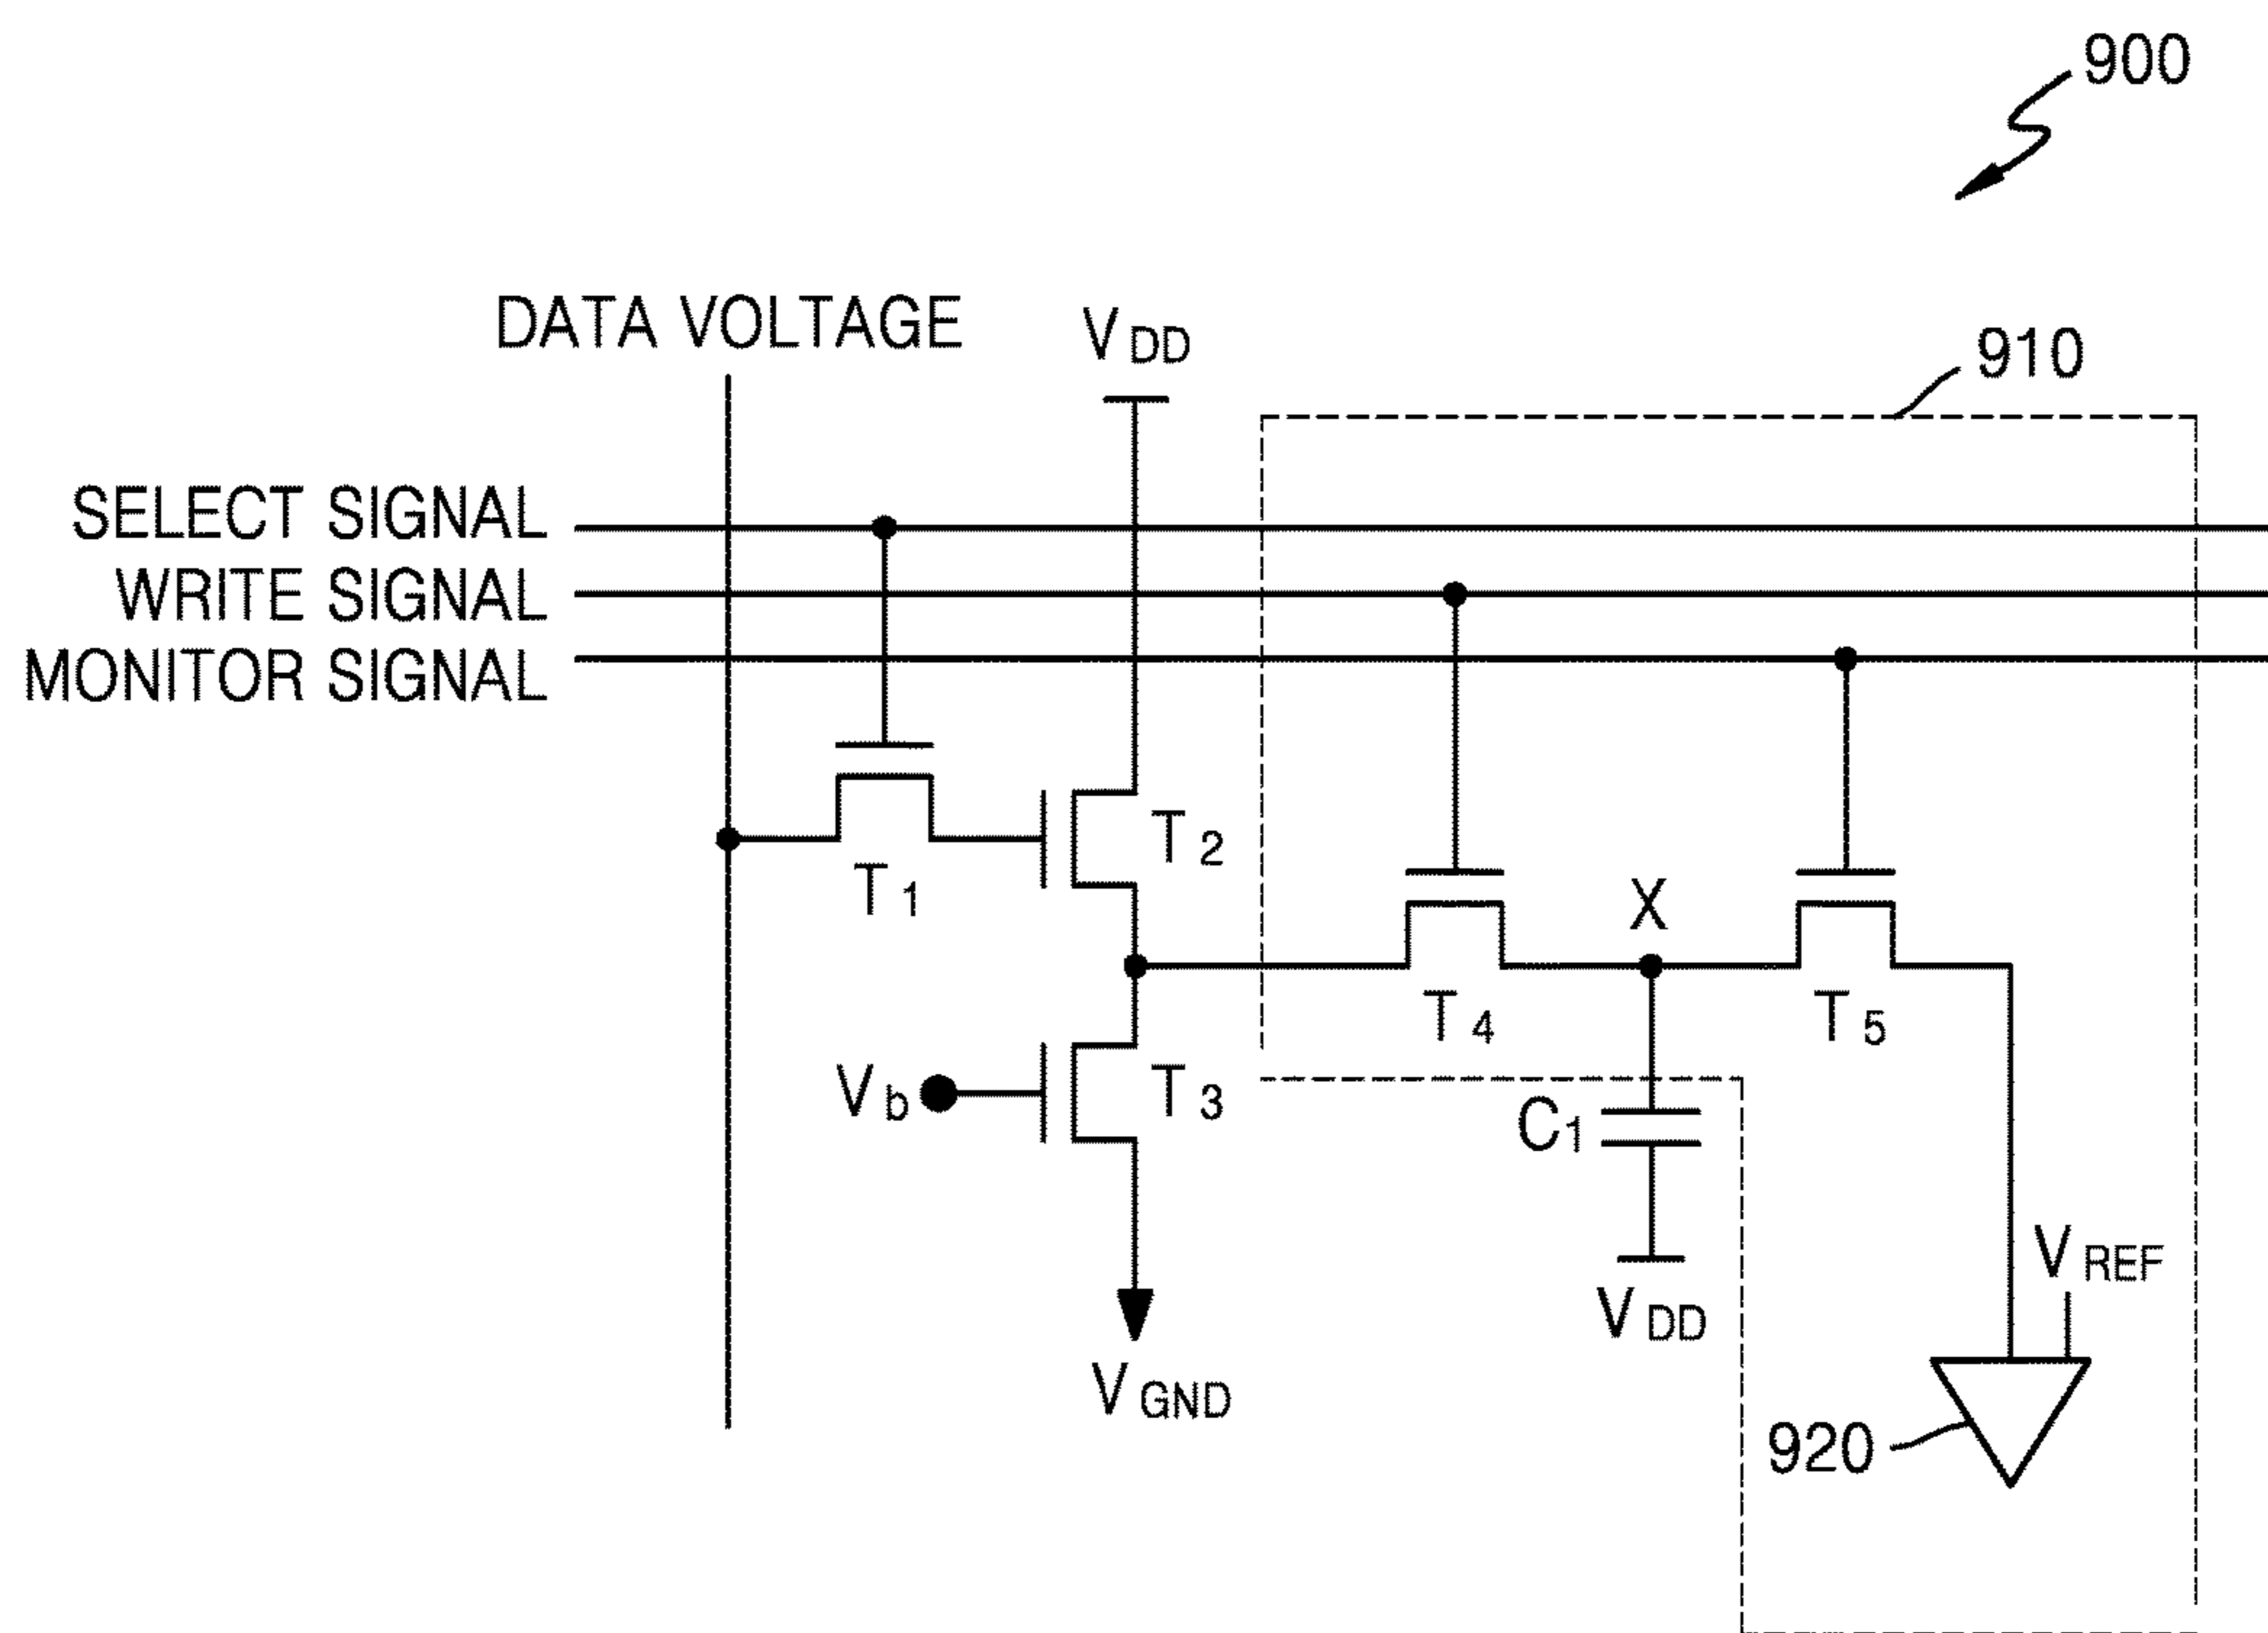 900
DATA VOLTAGE
VDD
910
SELECT SIGNAL
WRITE SIGNAL
MONITOR SIGNAL
T1
T2
X
T4
T5
Vb
T3
C1
VDD
VREF
VGND
920